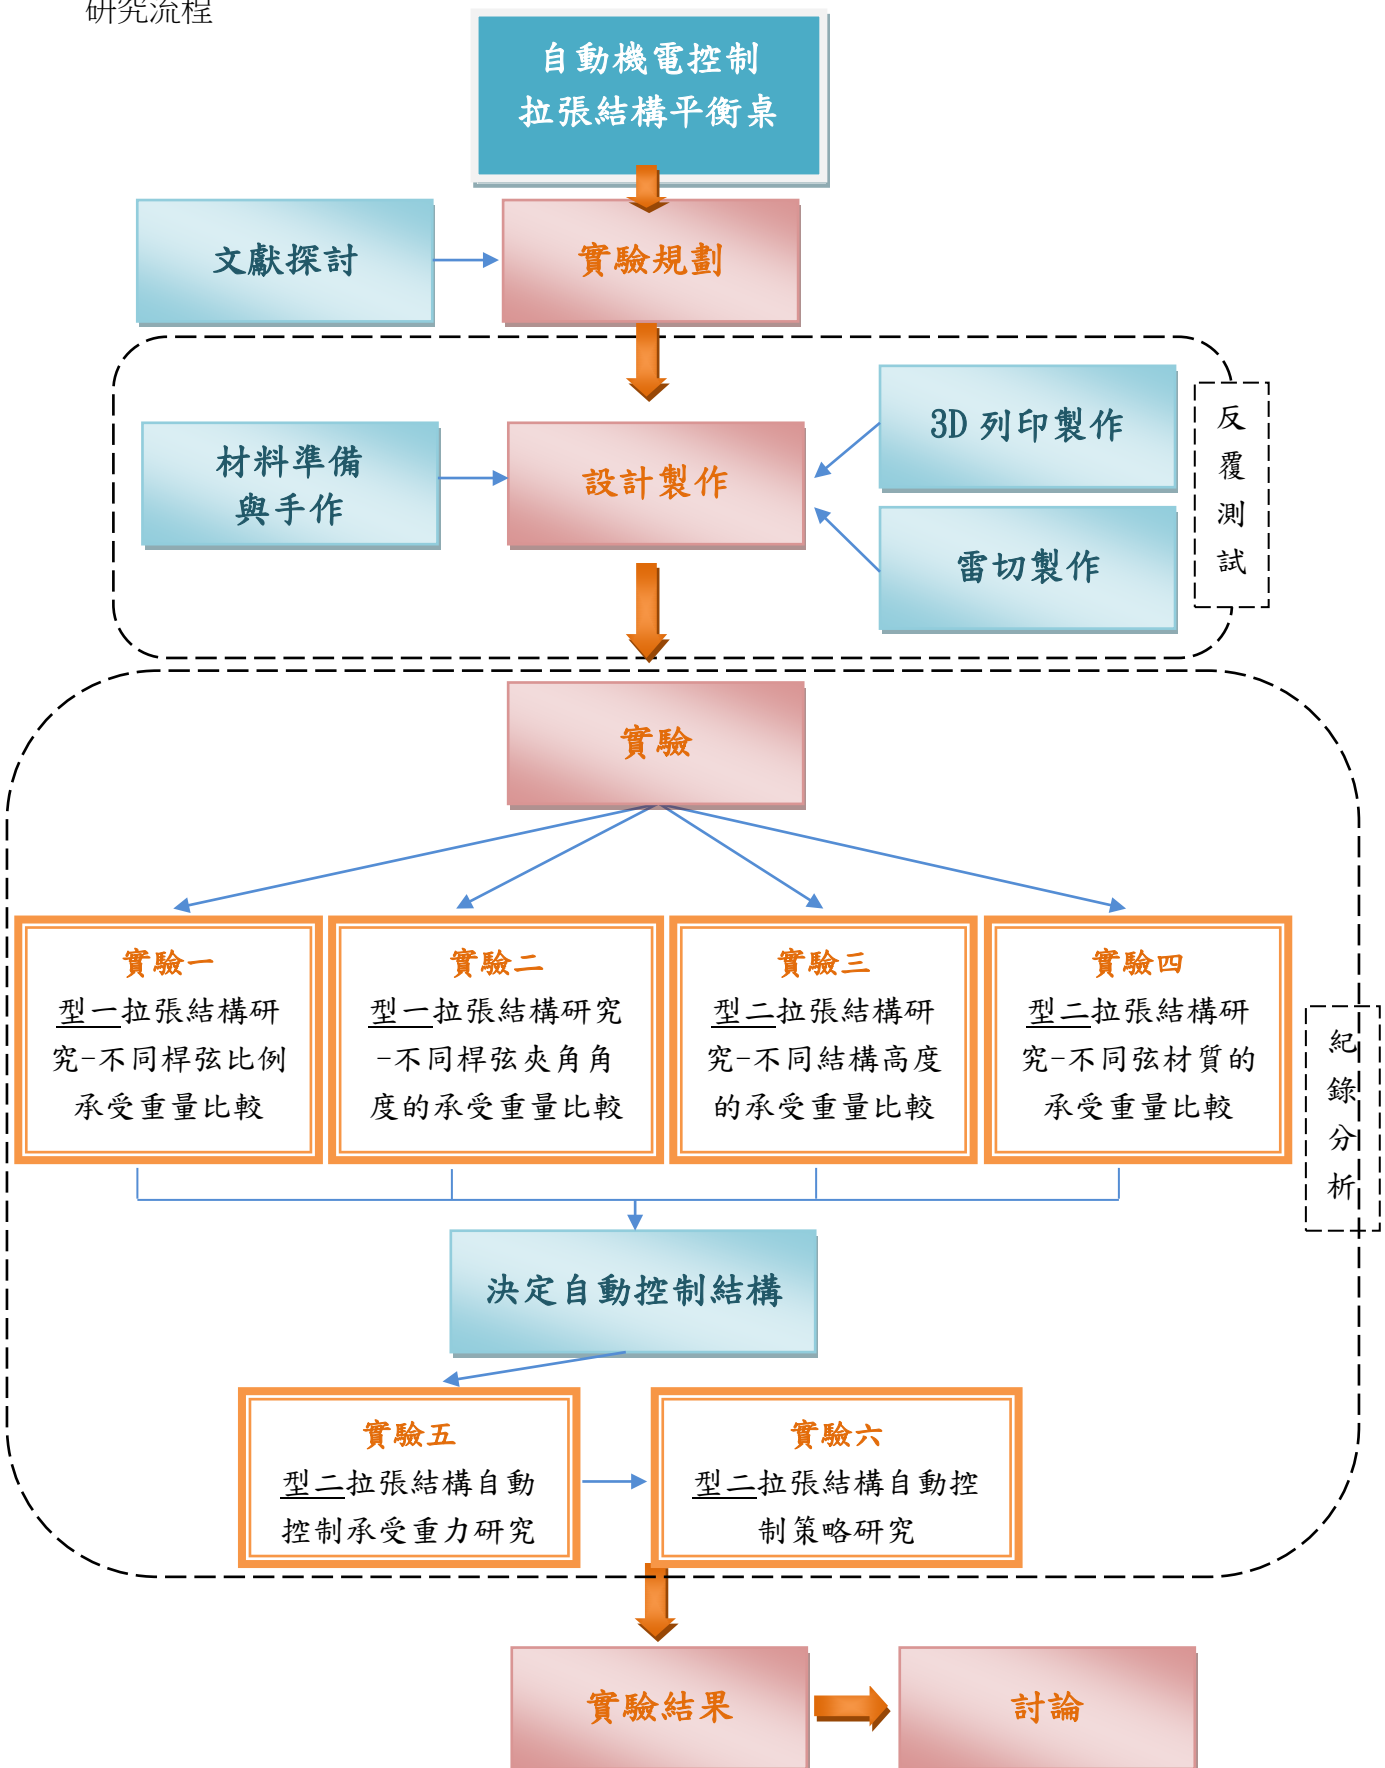 研究流程
自動機電控制
拉張結構平衡桌
文獻探討
實驗規劃
材料準備
與手作
設計製作
3D 列印製作
雷切製作
反
覆
測
試
實驗
實驗一
型一拉張結構研
究-不同桿弦比例
承受重量比較
實驗二
型一拉張結構研究
-不同桿弦夾角角
度的承受重量比較
實驗三
型二拉張結構研
究-不同結構高度
的承受重量比較
實驗四
型二拉張結構研
究-不同弦材質的
承受重量比較
紀
錄
分
析
決定自動控制結構
實驗五
型二拉張結構自動
控制承受重力研究
實驗六
型二拉張結構自動控
制策略研究
實驗結果
討論